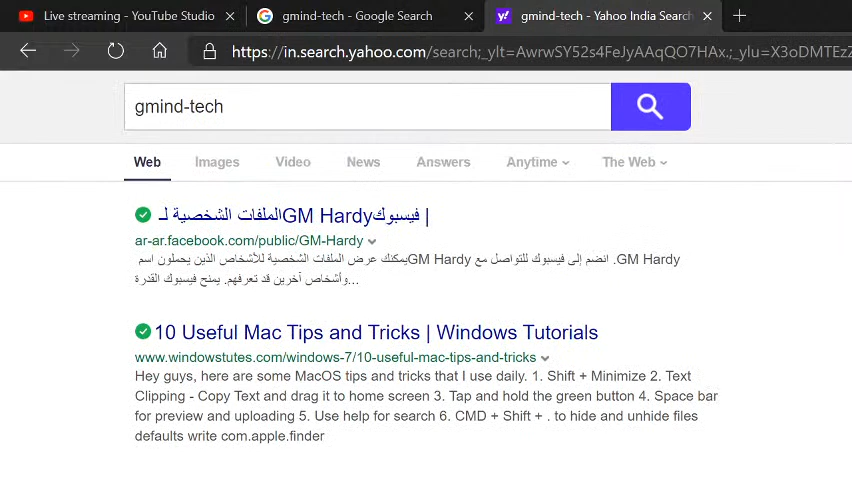 Live streaming - YouTube Studio
gmind-tech - Google Search
gmind-tech - Yahoo India Search
https://in.search.yahoo.com/search;_ylt=AwrwSY52s4FeJyAAqQO7HAx.;_ylu=X3oDMTEzZ
gmind-tech
Web Images Video News Answers Anytime The Web
الملفات الشخصية لـ GM Hardy فيسبوك |
ar-ar.facebook.com/public/GM-Hardy
يمكنك عرض الملفات الشخصية للأشخاص الذين يحملون اسم GM Hardy. انضم إلى فيسبوك للتواصل مع GM Hardy
وأشخاص آخرين قد تعرفهم. يمنح فيسبوك القدرة...
10 Useful Mac Tips and Tricks | Windows Tutorials
www.windowstutes.com/windows-7/10-useful-mac-tips-and-tricks
Hey guys, here are some MacOS tips and tricks that I use daily. 1. Shift + Minimize 2. Text
Clipping - Copy Text and drag it to home screen 3. Tap and hold the green button 4. Space bar
for preview and uploading 5. Use help for search 6. CMD + Shift + . to hide and unhide files
defaults write com.apple.finder